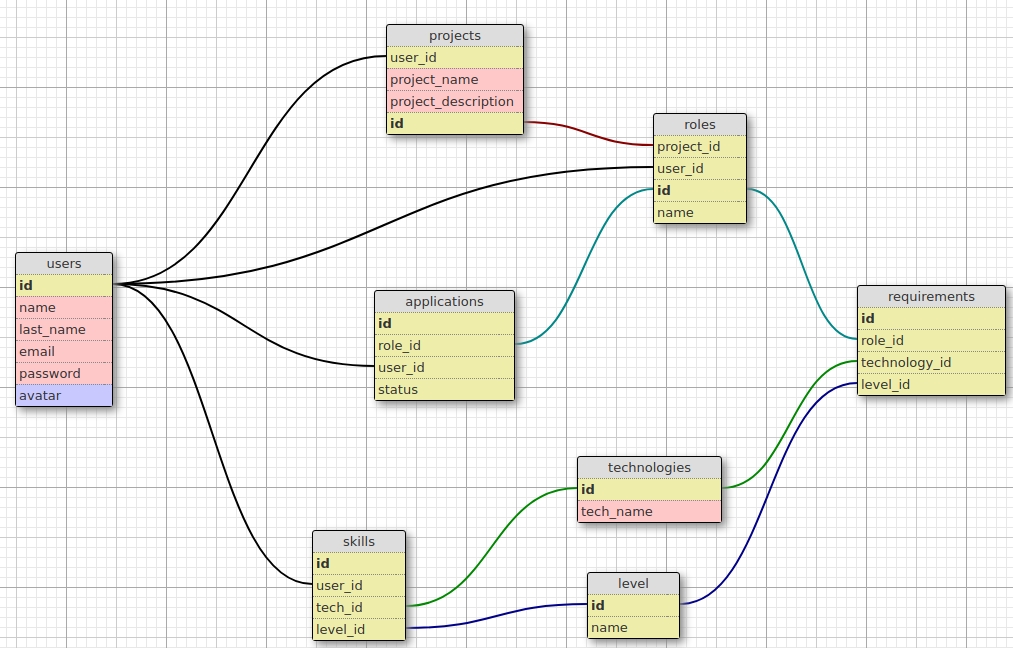 projects
user_id
project_name
project_description
id
roles
project_id
user_id
id
name
users
id
name
last_name
email
password
avatar
applications
id
role_id
user_id
status
requirements
id
role_id
technology_id
level_id
technologies
id
tech_name
skills
id
user_id
tech_id
level_id
level
id
name